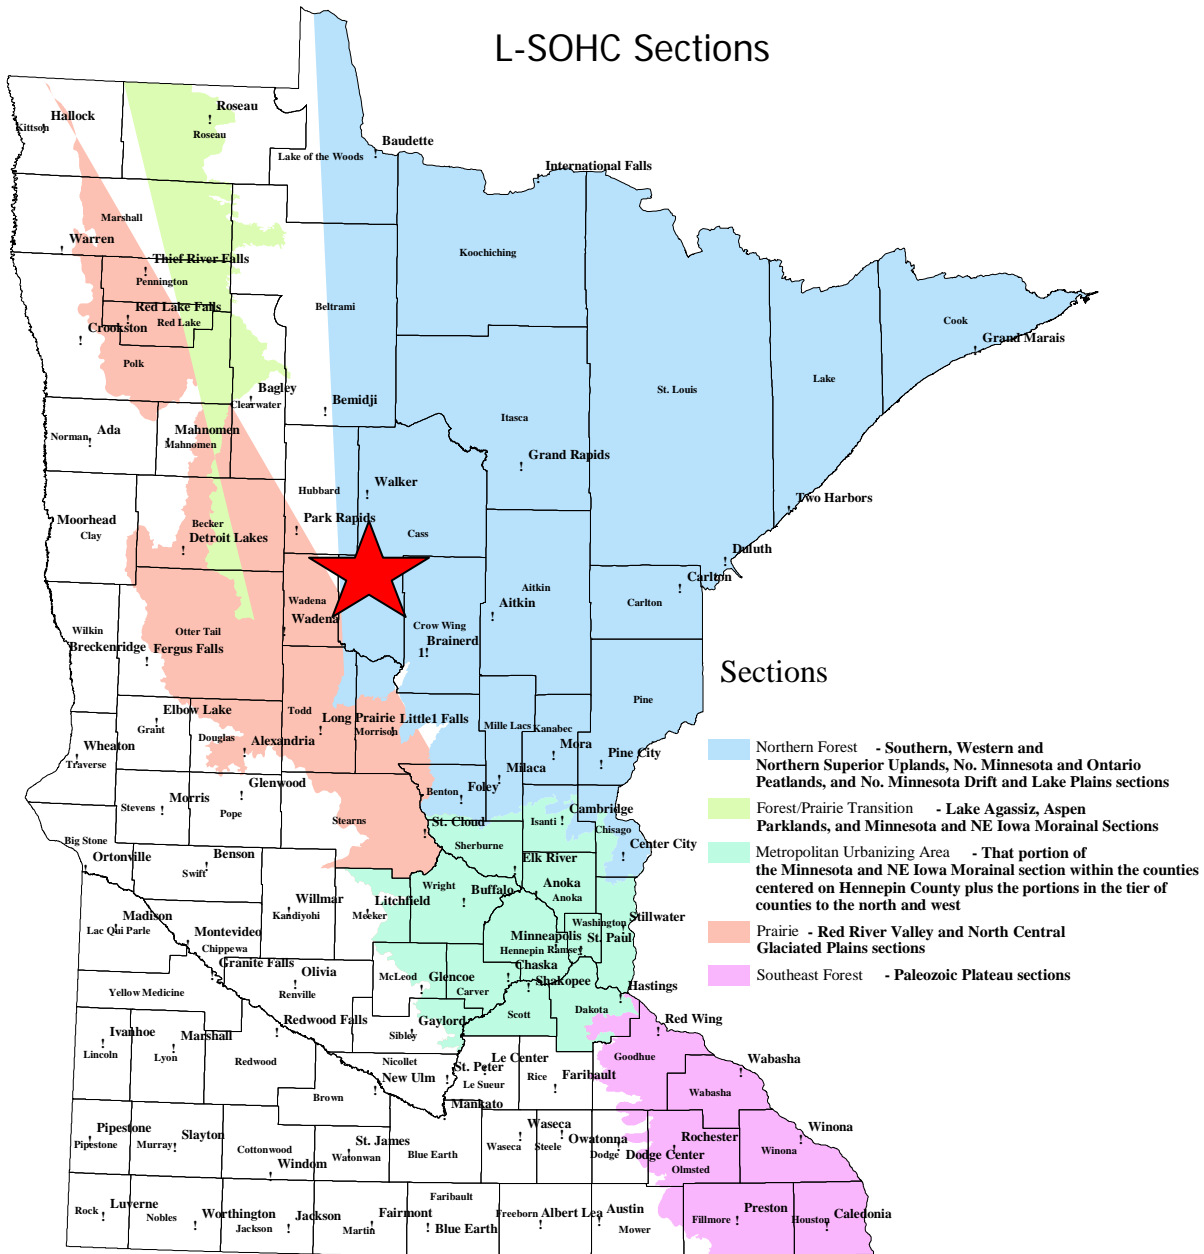 L-SOHC Sections
Hallock
Kittson
Roseau
Roseau
Baudette
Lake of the Woods
International Falls
Marshall
Warren
Koochiching
Thief River Falls
Pennington
Red Lake Falls
Red Lake
Crookston
Beltrami
Cook
Grand Marais
Polk
Lake
St. Louis
Bagley
Clearwater
Bemidji
Itasca
Ada
Norman
Mahnomen
Mahnomen
Grand Rapids
Walker
Hubbard
Two Harbors
Park Rapids
Moorhead
Clay
Becker
Detroit Lakes
Cass
Duluth
Carlton
Aitkin
Aitkin
Carlton
Wadena
Wadena
Wilkin
Otter Tail
Crow Wing
Breckenridge
Fergus Falls
Brainerd
1!
Pine
Sections
Elbow Lake
Grant
Todd
Long Prairie
Morrison
Little1 Falls
Mille Lacs
Kanabec
Douglas
Alexandria
Wheaton
Traverse
Mora
Pine City
Milaca
Northern Forest - Southern, Western and
Northern Superior Uplands, No. Minnesota and Ontario
Peatlands, and No. Minnesota Drift and Lake Plains sections
Glenwood
Morris
Stevens
Pope
Benton
Foley
Stearns
St. Cloud
Isanti
Cambridge
Chisago
Center City
Forest/Prairie Transition - Lake Agassiz, Aspen
Parklands, and Minnesota and NE Iowa Morainal Sections
Big Stone
Ortonville
Benson
Swift
Sherburne
Elk River
Metropolitan Urbanizing Area - That portion of
the Minnesota and NE Iowa Morainal section within the counties
centered on Hennepin County plus the portions in the tier of
counties to the north and west
Willmar
Kandiyohi
Litchfield
Meeker
Wright
Buffalo
Anoka
Anoka
Stillwater
Washington
Madison
Lac Qui Parle
Montevideo
Chippewa
Minneapolis
St. Paul
Hennepin
Ramsey
Prairie - Red River Valley and North Central
Glaciated Plains sections
Granite Falls
Olivia
Renville
McLeod
Glencoe
Carver
Chaska
Shakopee
Southeast Forest - Paleozoic Plateau sections
Yellow Medicine
Hastings
Dakota
Scott
Redwood Falls
Sibley
Gaylord
Red Wing
Ivanhoe
Lincoln
Marshall
Lyon
Redwood
Nicollet
New Ulm
St. Peter
Le Center
Le Sueur
Rice
Faribault
Goodhue
Wabasha
Wabasha
Brown
Mankato
Pipestone
Pipestone
Slayton
Murray
Cottonwood
Windom
St. James
Watonwan
Blue Earth
Waseca
Waseca
Steele
Owatonna
Dodge
Dodge Center
Rochester
Olmsted
Winona
Winona
Rock
Luverne
Nobles
Worthington
Jackson
Jackson
Martin
Fairmont
Faribault
Blue Earth
Freeborn
Albert Lea
Austin
Mower
Fillmore
Preston
Houston
Caledonia